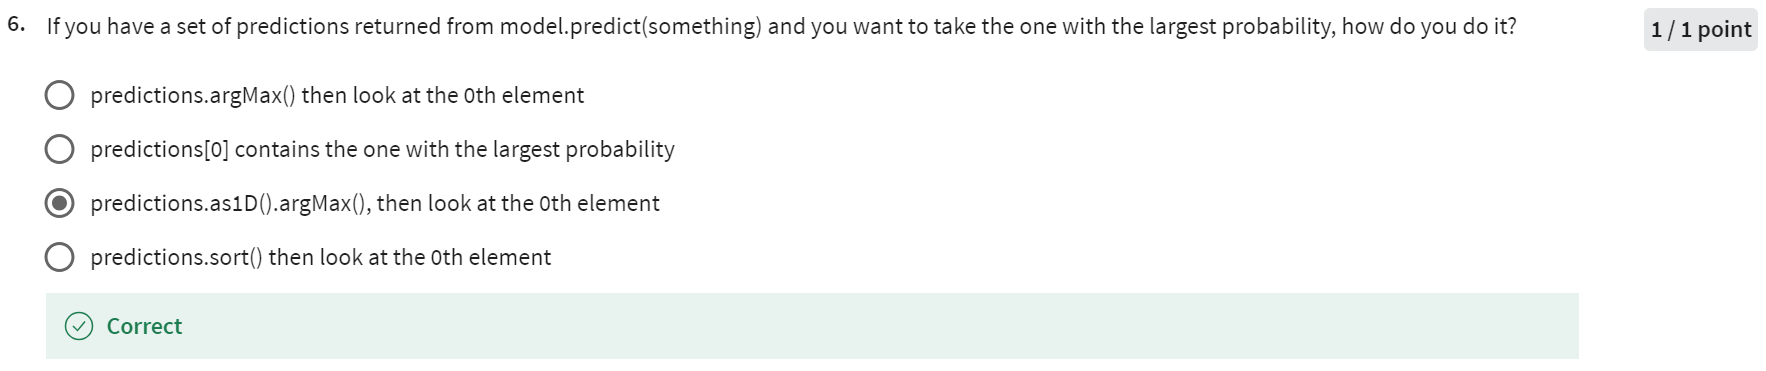 6. If you have a set of predictions returned from model.predict(something) and you want to take the one with the largest probability, how do you do it?
1 / 1 point
predictions.argMax() then look at the 0th element
predictions[0] contains the one with the largest probability
predictions.as1D().argMax(), then look at the 0th element
predictions.sort() then look at the 0th element
Correct